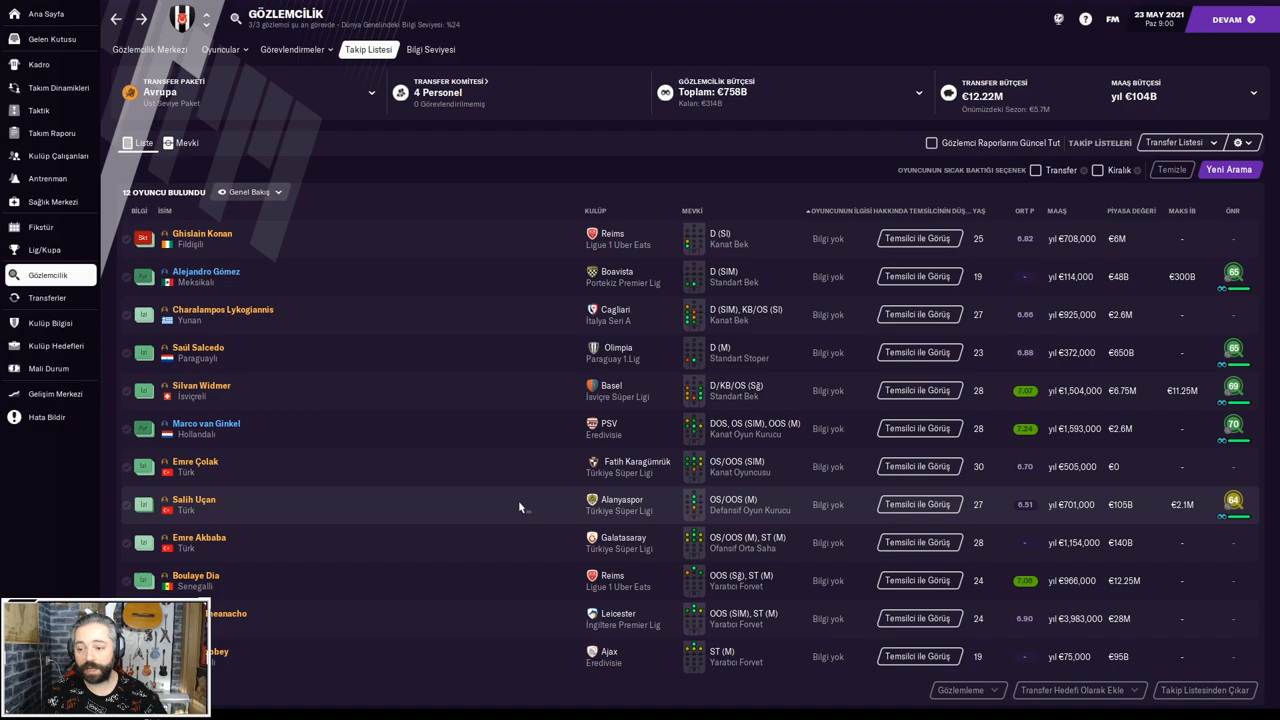 Ana Sayfa
Gelen Kutusu
Kadro
Takım Dinamikleri
Taktik
Takım Raporu
Kulüp Çalışanları
Antrenman
Sağlık Merkezi
Fikstür
Lig/Kupa
Gözlemcilik
Transferler
Kulüp Bilgisi
Kulüp Hedefleri
Mali Durum
Gelişim Merkezi
Hata Bildir
GÖZLEMCİLİK
3/3 gözlemci şu an görevde - Dünya Genelindeki Bilgi Seviyesi: %24
? FM
23 MAY 2021
Paz 9:00
DEVAM
Gözlemcilik Merkezi Oyuncular Görevlendirmeler Takip Listesi Bilgi Seviyesi
TRANSFER PAKETİ
Avrupa
Üst Seviye Paket
TRANSFER KOMİTESİ>
4 Personel
0 Görevlendirilmemiş
GÖZLEMCİLİK BÜTÇESİ
Toplam: €758B
Kalan: €314B
TRANSFER BÜTÇESİ
€12.22M
Önümüzdeki Sezon: €5.7M
MAAŞ BÜTÇESİ
yıl €104B
Liste Mevki
Gözlemci Raporlarını Güncel Tut TAKİP LİSTELERİ Transfer Listesi
OYUNCUNUN SICAK BAKTIĞI SEÇENEK Transfer Kiralık Temizle Yeni Arama
12 OYUNCU BULUNDU Genel Bakış
BİLGİ İSİM KULÜP MEVKİ OYUNCUNUN İLGİSİ HAKKINDA TEMSİLCİNİN DÜŞ... YAŞ ORT P MAAŞ PİYASA DEĞERİ MAKS İB ÖNR
Skt Ghislain Konan Reims D (Sl) Bilgi yok Temsilci ile Görüş 25 6.82 yıl €708,000 €6M - -
Fildişili Ligue 1 Uber Eats Kanat Bek
Ayr Alejandro Gómez Boavista D (SlM) Bilgi yok Temsilci ile Görüş 19 - yıl €114,000 €48B €300B 65
Meksikalı Portekiz Premier Lig Standart Bek
İzl Charalampos Lykogiannis Cagliari D (SlM), KB/OS (Sl) Bilgi yok Temsilci ile Görüş 27 6.66 yıl €925,000 €2.6M - -
Yunan İtalya Seri A Kanat Bek
İzl Saúl Salcedo Olimpia D (M) Bilgi yok Temsilci ile Görüş 23 6.88 yıl €372,000 €650B - 65
Paraguaylı Paraguay 1.Lig Standart Stoper
İzl Silvan Widmer Basel D/KB/OS (Sğ) Bilgi yok Temsilci ile Görüş 28 7.07 yıl €1,504,000 €6.75M €11.25M 69
İsviçreli İsviçre Süper Ligi Standart Bek
Ayr Marco van Ginkel PSV DOS, OS (SlM), OOS (M) Bilgi yok Temsilci ile Görüş 28 7.24 yıl €1,593,000 €2.6M - 70
Hollandalı Eredivisie Kanat Oyun Kurucu
İzl Emre Çolak Fatih Karagümrük OS/OOS (SlM) Bilgi yok Temsilci ile Görüş 30 6.70 yıl €505,000 €0 - -
Türk Türkiye Süper Ligi Kanat Oyuncusu
İzl Salih Uçan Alanyaspor OS/OOS (M) Bilgi yok Temsilci ile Görüş 27 6.51 yıl €701,000 €105B €2.1M 64
Türk Türkiye Süper Ligi Defansif Oyun Kurucu
İzl Emre Akbaba Galatasaray OS/OOS (M), ST (M) Bilgi yok Temsilci ile Görüş 28 - yıl €1,154,000 €140B - -
Türk Türkiye Süper Ligi Ofansif Orta Saha
İzl Boulaye Dia Reims OOS (Sğ), ST (M) Bilgi yok Temsilci ile Görüş 24 7.08 yıl €966,000 €12.25M - -
Senegalli Ligue 1 Uber Eats Yaratıcı Forvet
heanacho Leicester OOS (SlM), ST (M) Bilgi yok Temsilci ile Görüş 24 6.90 yıl €3,983,000 €28M - -
İngiltere Premier Lig Yaratıcı Forvet
bbey Ajax ST (M) Bilgi yok Temsilci ile Görüş 19 - yıl €75,000 €95B - -
Eredivisie Yaratıcı Forvet
Gözlemleme Transfer Hedefi Olarak Ekle Takip Listesinden Çıkar